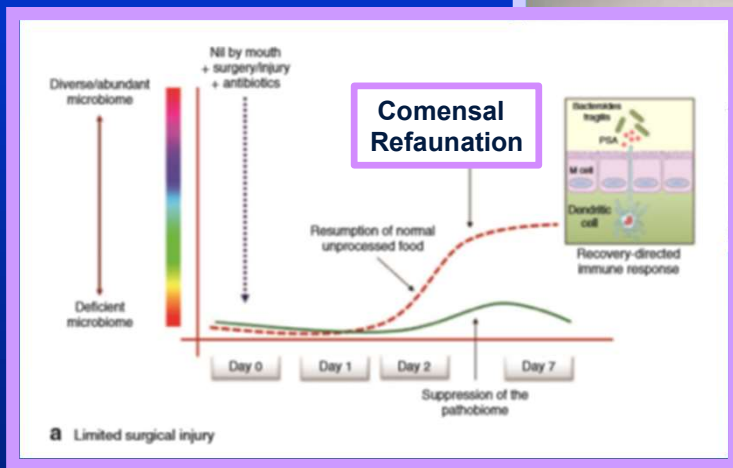 Nil by mouth
+ surgery/injury
+ antibiotics
Diverse/abundant
microbiome
Comensal
Refaunation
Bacteroides
fragilis
PSA
M cell
Dendritic
cell
Resumption of normal
unprocessed food
Recovery-directed
immune response
Deficient
microbiome
Day 0
Day 1
Day 2
Day 7
Suppression of the
pathobiome
a Limited surgical injury